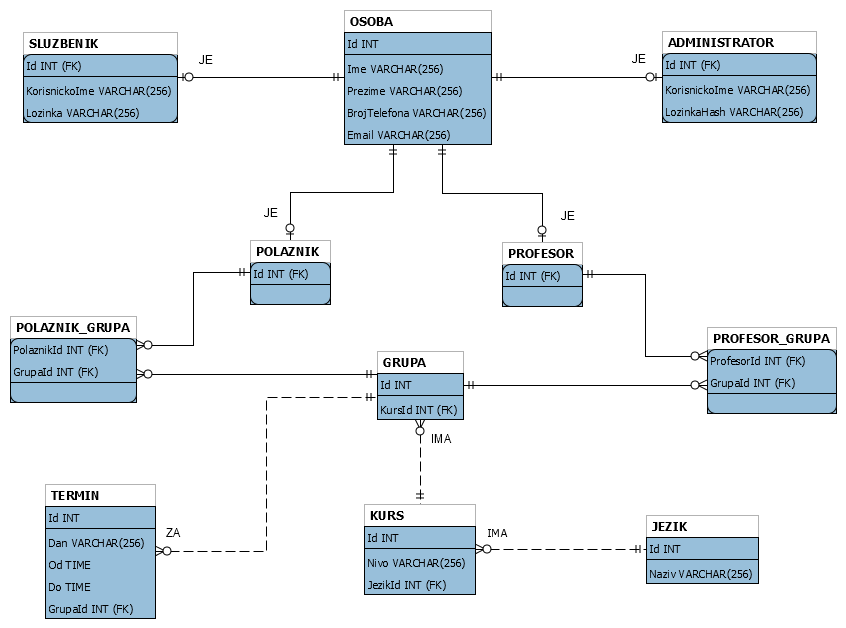 OSOBA
Id INT
Ime VARCHAR(256)
Prezime VARCHAR(256)
BrojTelefona VARCHAR(256)
Email VARCHAR(256)
SLUZBENIK
Id INT (FK)
KorisnickoIme VARCHAR(256)
Lozinka VARCHAR(256)
JE
JE
ADMINISTRATOR
Id INT (FK)
KorisnickoIme VARCHAR(256)
LozinkaHash VARCHAR(256)
JE
JE
POLAZNIK
Id INT (FK)
PROFESOR
Id INT (FK)
POLAZNIK_GRUPA
PolaznikId INT (FK)
GrupaId INT (FK)
GRUPA
Id INT
KursId INT (FK)
PROFESOR_GRUPA
ProfesorId INT (FK)
GrupaId INT (FK)
IMA
TERMIN
Id INT
Dan VARCHAR(256)
Od TIME
Do TIME
GrupaId INT (FK)
ZA
KURS
Id INT
Nivo VARCHAR(256)
JezikId INT (FK)
IMA
JEZIK
Id INT
Naziv VARCHAR(256)